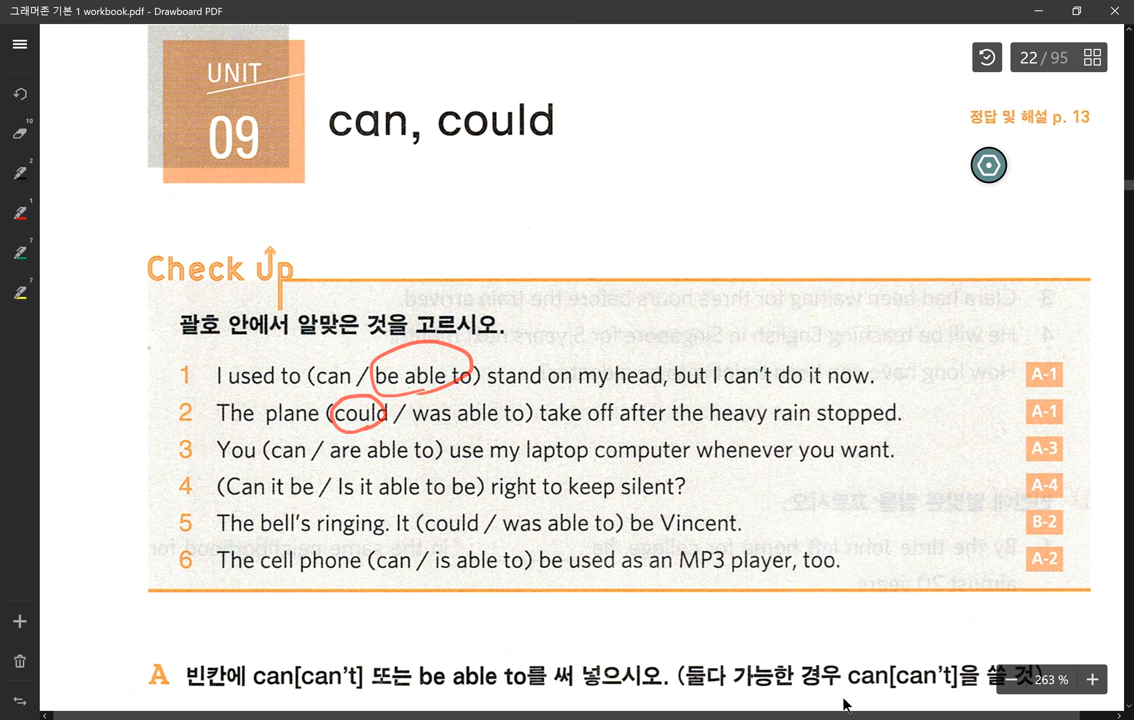 그래머존 기본 1 workbook.pdf - Drawboard PDF
22 / 95
UNIT
09
can, could
정답 및 해설 p. 13
10
2
1
7
7
Check Up
괄호 안에서 알맞은 것을 고르시오.
1 I used to (can / be able to) stand on my head, but I can't do it now. A-1
2 The plane (could / was able to) take off after the heavy rain stopped. A-1
3 You (can / are able to) use my laptop computer whenever you want. A-3
4 (Can it be / Is it able to be) right to keep silent? A-4
5 The bell's ringing. It (could / was able to) be Vincent. B-2
6 The cell phone (can / is able to) be used as an MP3 player, too. A-2
A 빈칸에 can[can't] 또는 be able to를 써 넣으시오. (둘다 가능한 경우 can[can't]을 쓸 것)
263 %